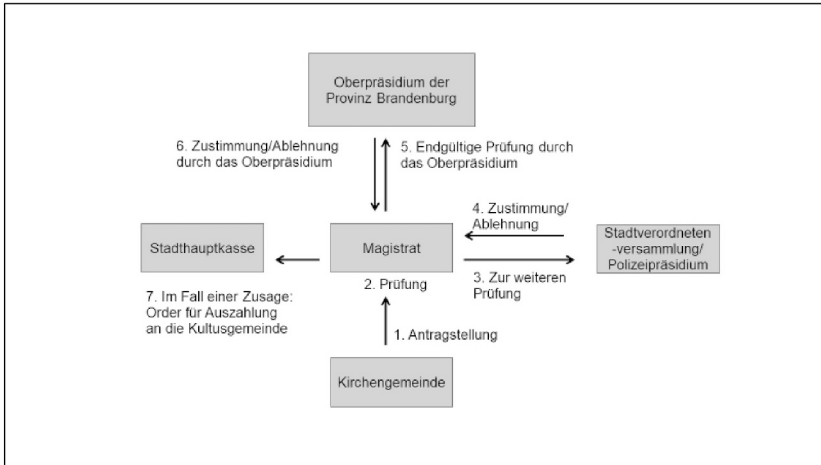 Oberpräsidium der
Provinz Brandenburg
6. Zustimmung/Ablehnung
durch das Oberpräsidium
5. Endgültige Prüfung durch
das Oberpräsidium
4. Zustimmung/
Ablehnung
Stadthauptkasse
Magistrat
Stadtverordneten
-versammlung/
Polizeipräsidium
2. Prüfung
3. Zur weiteren
Prüfung
7. Im Fall einer Zusage:
Order für Auszahlung
an die Kultusgemeinde
1. Antragstellung
Kirchengemeinde